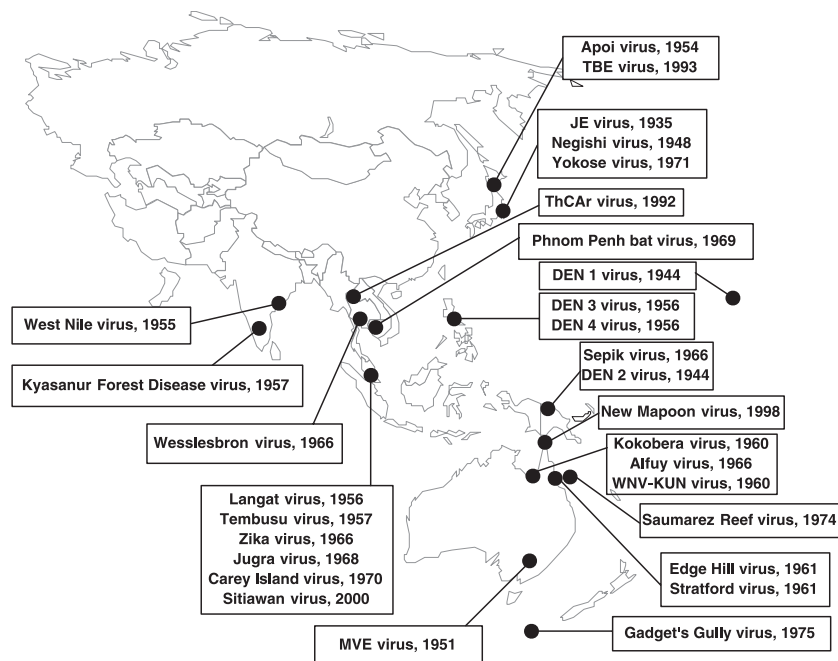 Apoi virus, 1954
TBE virus, 1993
JE virus, 1935
Negishi virus, 1948
Yokose virus, 1971
ThCAr virus, 1992
Phnom Penh bat virus, 1969
DEN 1 virus, 1944
West Nile virus, 1955
DEN 3 virus, 1956
DEN 4 virus, 1956
Kyasanur Forest Disease virus, 1957
Sepik virus, 1966
DEN 2 virus, 1944
New Mapoon virus, 1998
Wesslesbron virus, 1966
Kokobera virus, 1960
Alfuy virus, 1966
WNV-KUN virus, 1960
Langat virus, 1956
Tembusu virus, 1957
Zika virus, 1966
Jugra virus, 1968
Carey Island virus, 1970
Sitiawan virus, 2000
Saumarez Reef virus, 1974
Edge Hill virus, 1961
Stratford virus, 1961
MVE virus, 1951
Gadget's Gully virus, 1975